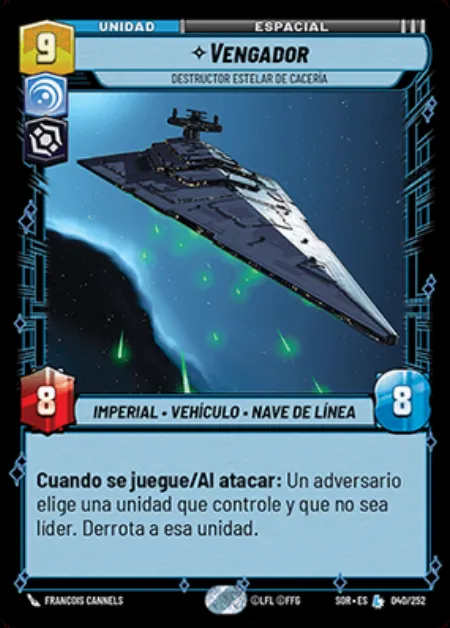 UNIDAD
ESPACIAL
9
VENGADOR
DESTRUCTOR ESTELAR DE CACERÍA
8
IMPERIAL • VEHÍCULO • NAVE DE LÍNEA
8
Cuando se juegue/Al atacar: Un adversario
elige una unidad que controle y que no sea
líder. Derrota a esa unidad.
FRANCOIS CANNELS
©LFL ©FFG
SOR • ES
L
040/252